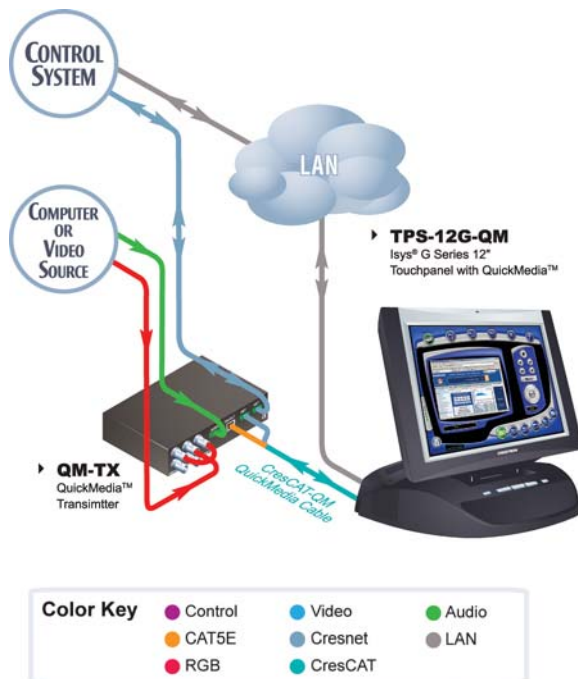 CONTROL
SYSTEM
LAN
COMPUTER
OR
VIDEO
SOURCE
TPS-12G-QM
Isys® G Series 12"
Touchpanel with QuickMedia™
QM-TX
QuickMedia™
Transimtter
CresCAT-QM
QuickMedia Cable
Color Key
Control
Video
Audio
CAT5E
Cresnet
LAN
RGB
CresCAT